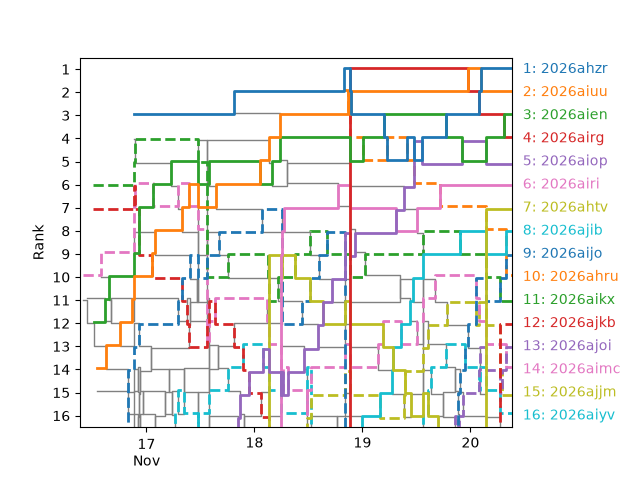 Rank
1
2
3
4
5
6
7
8
9
10
11
12
13
14
15
16
17
18
19
20
Nov
1: 2026ahzr
2: 2026aiuu
3: 2026aien
4: 2026airg
5: 2026aiop
6: 2026airi
7: 2026ahtv
8: 2026ajib
9: 2026aijo
10: 2026ahru
11: 2026aikx
12: 2026ajkb
13: 2026ajoi
14: 2026aimc
15: 2026ajjm
16: 2026aiyv